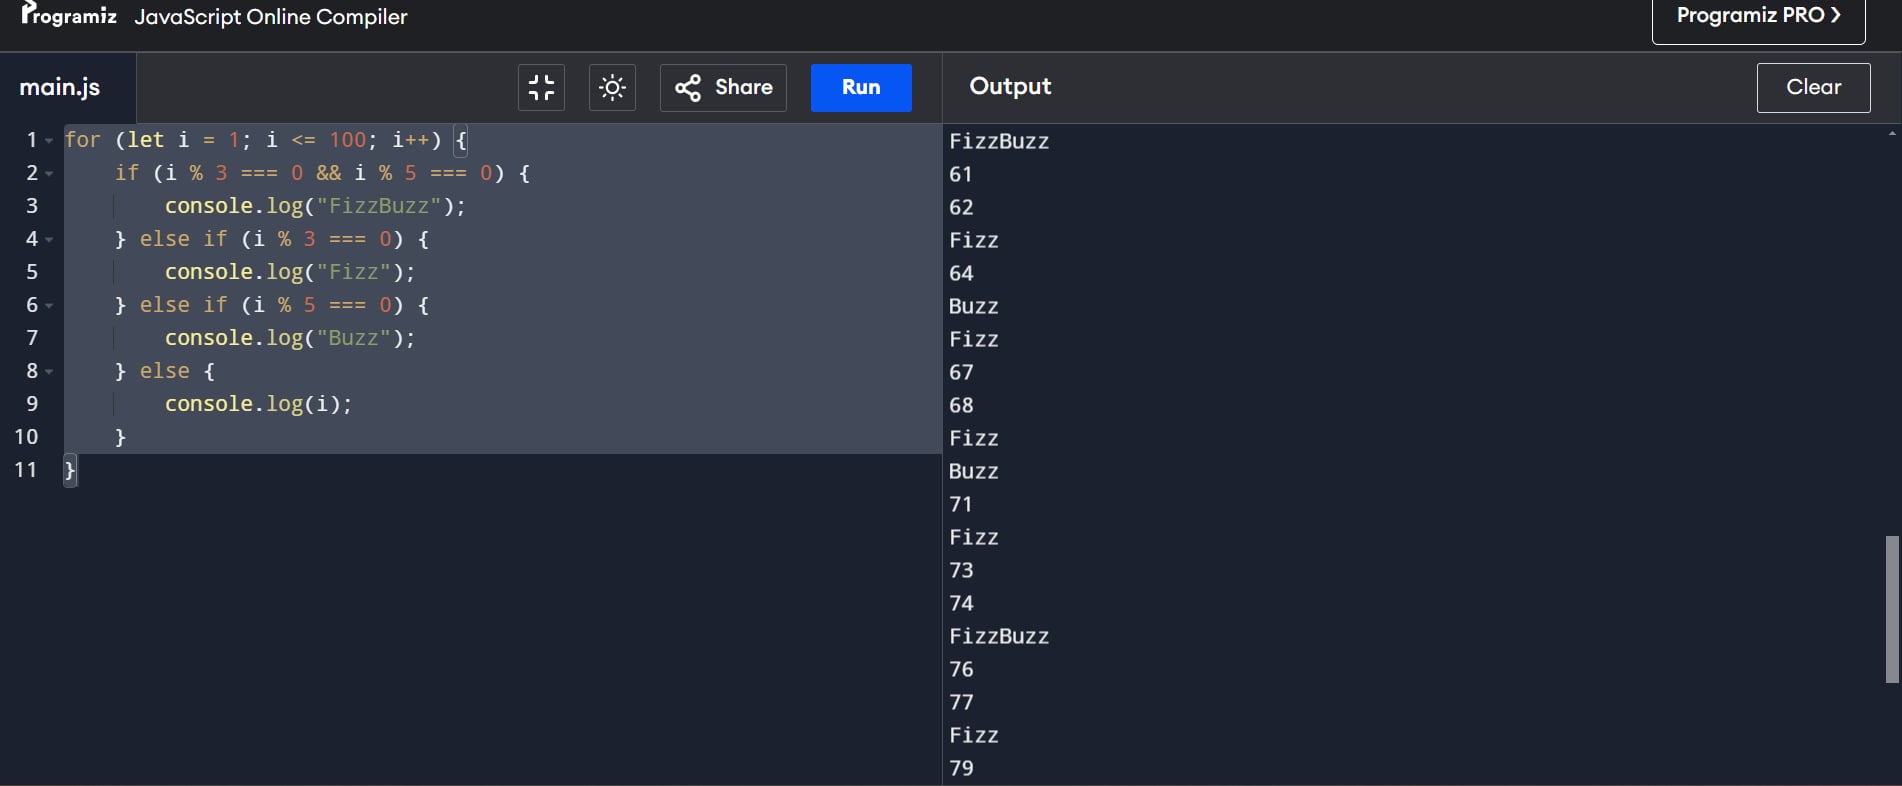 Programiz JavaScript Online Compiler
Programiz PRO ❯
main.js
Share
Run
Output
Clear
1 for (let i = 1; i <= 100; i++) {
2     if (i % 3 === 0 && i % 5 === 0) {
3         console.log("FizzBuzz");
4     } else if (i % 3 === 0) {
5         console.log("Fizz");
6     } else if (i % 5 === 0) {
7         console.log("Buzz");
8     } else {
9         console.log(i);
10     }
11 }
FizzBuzz
61
62
Fizz
64
Buzz
Fizz
67
68
Fizz
Buzz
71
Fizz
73
74
FizzBuzz
76
77
Fizz
79